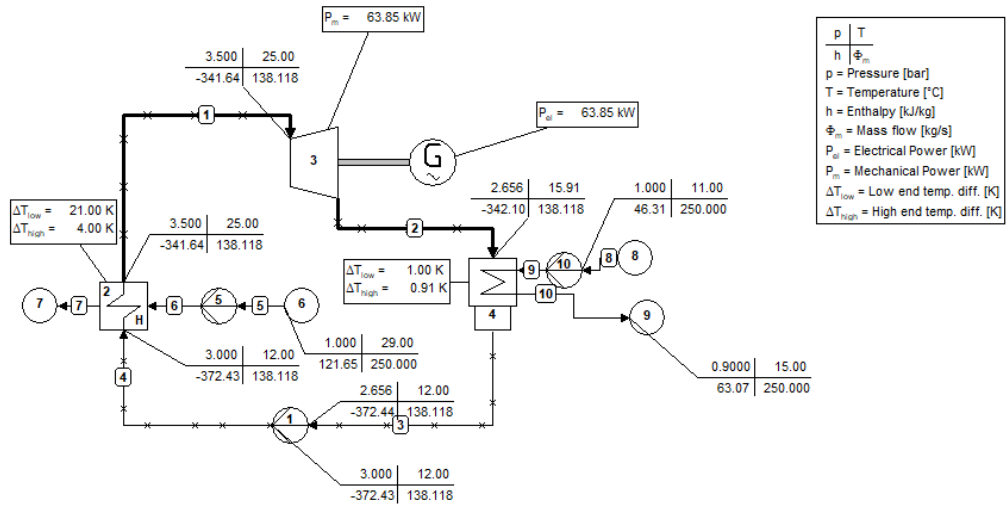 Pm = 63.85 kW
3.500 25.00
-341.64 138.118
1
3
G
~
Pel = 63.85 kW
p T
h Φm
p = Pressure [bar]
T = Temperature [°C]
h = Enthalpy [kJ/kg]
Φm = Mass flow [kg/s]
Pel = Electrical Power [kW]
Pm = Mechanical Power [kW]
ΔTlow = Low end temp. diff. [K]
ΔThigh = High end temp. diff. [K]
2.656 15.91
-342.10 138.118
1.000 11.00
46.31 250.000
ΔTlow = 21.00 K
ΔThigh = 4.00 K
3.500 25.00
-341.64 138.118
2
ΔTlow = 1.00 K
ΔThigh = 0.91 K
9
10
8
8
10
4
9
7
7
2
H
6
5
5
6
1.000 29.00
121.65 250.000
3.000 12.00
-372.43 138.118
4
2.656 12.00
-372.44 138.118
0.9000 15.00
63.07 250.000
1
3
3.000 12.00
-372.43 138.118